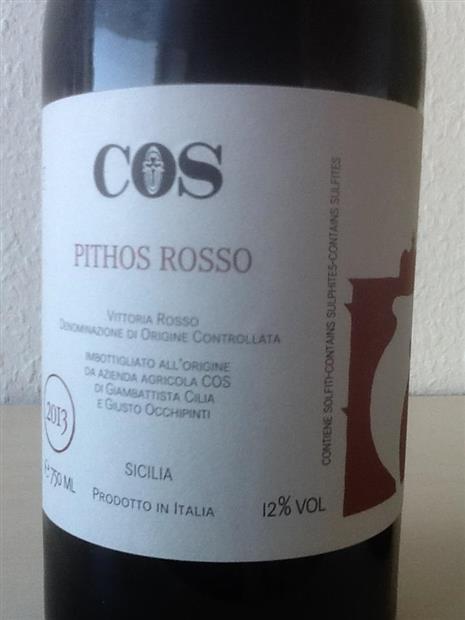 COS
PITHOS ROSSO
VITTORIA ROSSO
DENOMINAZIONE DI ORIGINE CONTROLLATA
IMBOTTIGLIATO ALL'ORIGINE
DA AZIENDA AGRICOLA COS
DI GIAMBATTISTA CILIA
E GIUSTO OCCHIPINTI
2013
SICILIA
e 750 ML
PRODOTTO IN ITALIA
12% VOL
CONTIENE SOLFITI-CONTAINS SULPHITES-CONTAINS SULFITES